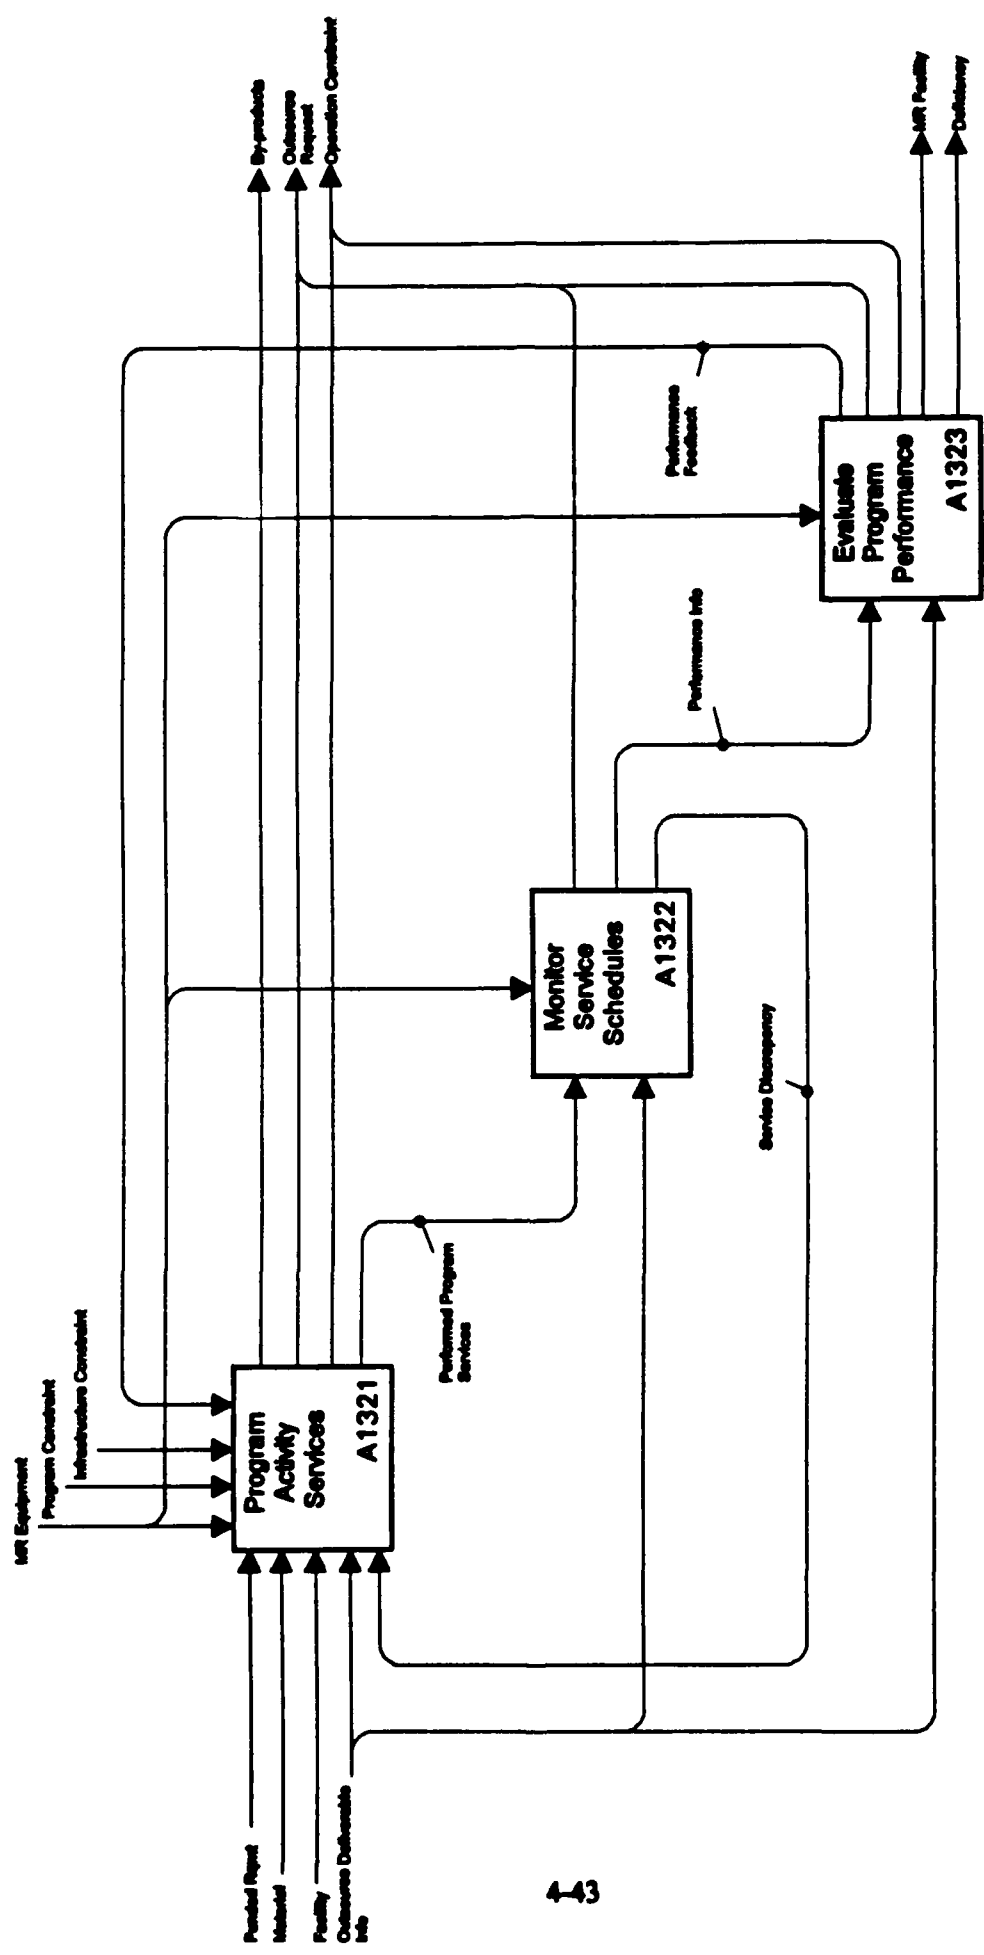 MR Equipment
Program Constraint
Infrastructure Constraint
Funded Rqmt
Material
Facility
Outsource Deliverable
Info
Program
Activity
Services
A1321
Performed Program
Services
Monitor
Service
Schedules
A1322
Service Discrepancy
Performance Info
Evaluate
Program
Performance
A1323
Performance
Feedback
By-products
Outsource
Request
Operation Constraint
MR Facility
Deficiency
4-43